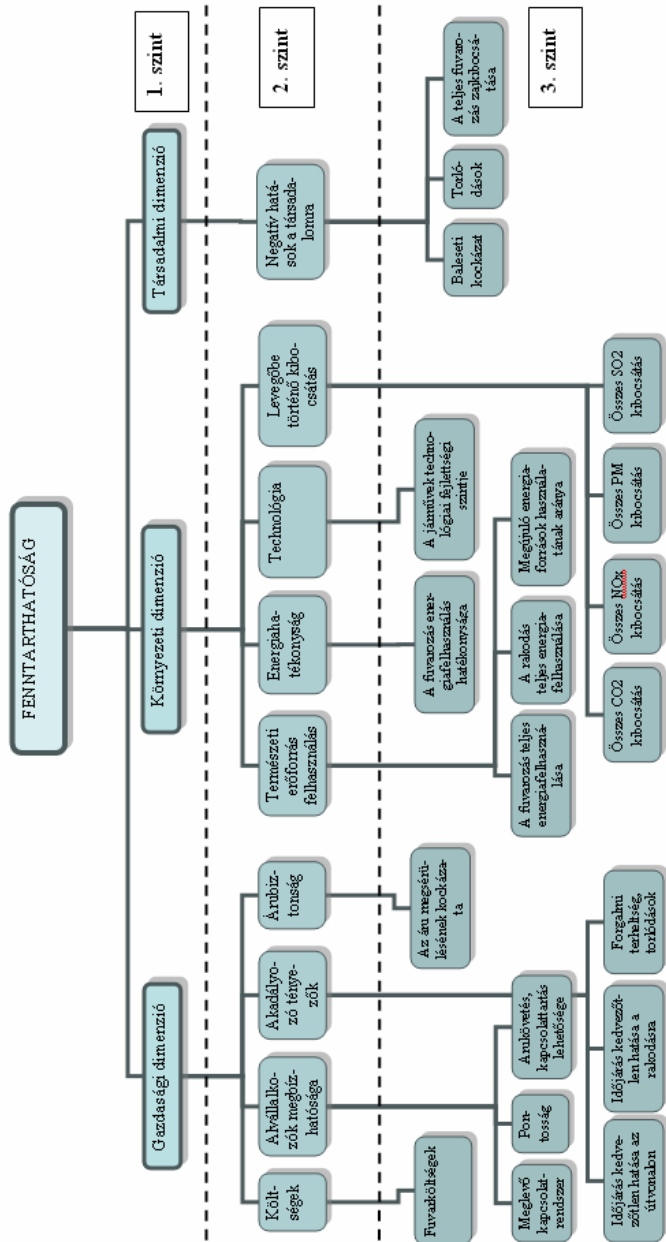 FENNTARTHATÓSÁG
1. szint
Gazdasági dimenzió
Környezeti dimenzió
Társadalmi dimenzió
2. szint
Költ-
ségek
Alvállalko-
zók megbíz-
hatósága
Akadályo-
zó ténye-
zők
Árubiz-
tonság
Természeti
erőforrás
felhasználás
Energiaha-
tékonyság
Technológia
Levegőbe
történő kibo-
csátás
Negatív hatá-
sok a társada-
lomra
3. szint
Fuvarköltségek
Az áru megsérü-
lésének kockáza-
ta
A fuvarozás ener-
giafelhasználás
hatékonysága
A járművek techno-
lógiai fejlettségi
szintje
Baleseti
kockázat
Torló-
dások
A teljes fuvaro-
zás zajkibocsá-
tása
Meglevő
kapcsolat-
rendszer
Pon-
tosság
Árukövetés,
kapcsolattartás
lehetősége
A fuvarozás teljes
energiafelhaszná-
lása
A rakodás
teljes energia-
felhasználása
Megújuló energia-
források használa-
tának aránya
Időjárás kedve-
zőtlen hatása az
útvonalon
Időjárás kedvezőt-
len hatása a
rakodásra
Forgalmi
terheltség,
torlódások
Összes CO2
kibocsátás
Összes NOx
kibocsátás
Összes PM
kibocsátás
Összes SO2
kibocsátás